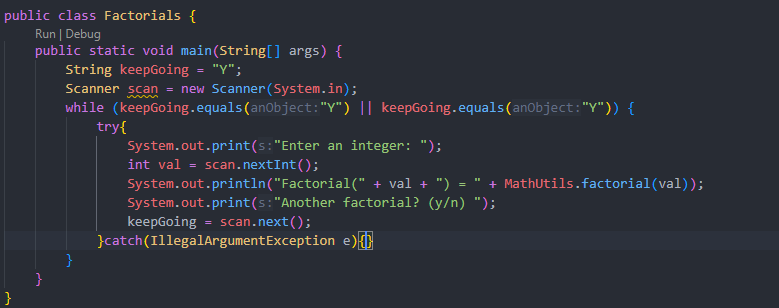 public class Factorials {
Run | Debug
public static void main(String[] args) {
String keepGoing = "Y";
Scanner scan = new Scanner(System.in);
while (keepGoing.equals(anObject:"Y") || keepGoing.equals(anObject:"Y")) {
try{
System.out.print(s:"Enter an integer: ");
int val = scan.nextInt();
System.out.println("Factorial(" + val + ") = " + MathUtils.factorial(val));
System.out.print(s:"Another factorial? (y/n) ");
keepGoing = scan.next();
}catch(IllegalArgumentException e){}
}
}
}